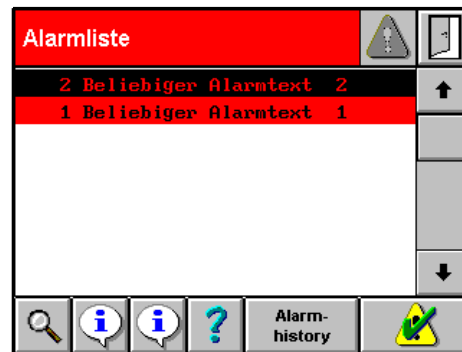 Alarmliste
2 Beliebiger Alarmtext 2
1 Beliebiger Alarmtext 1
Alarm-
history